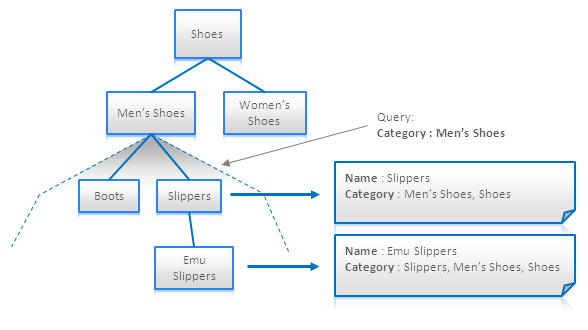 Shoes
Men's Shoes
Women's
Shoes
Query:
Category : Men's Shoes
Boots
Slippers
Name : Slippers
Category : Men's Shoes, Shoes
Emu
Slippers
Name : Emu Slippers
Category : Slippers, Men's Shoes, Shoes